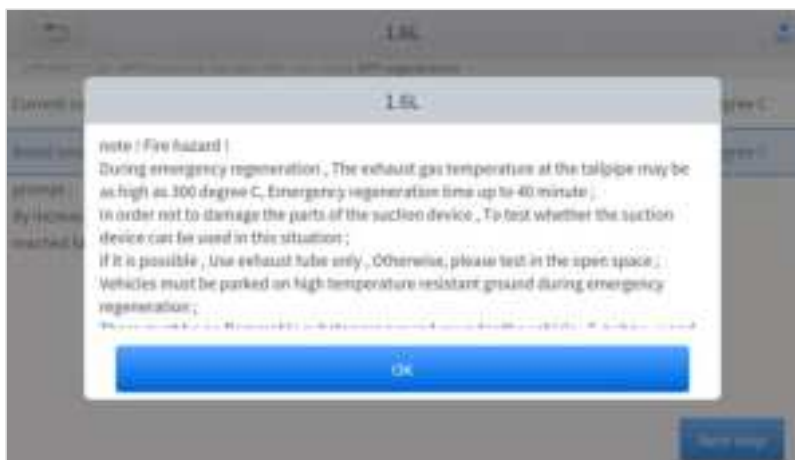 1.6L
1.6L
note ! Fire hazard !
During emergency regeneration , The exhaust gas temperature at the tailpipe may be
as high as 300 degree C, Emergency regeneration time up to 40 minute ;
In order not to damage the parts of the suction device , To test whether the suction
device can be used in this situation ;
If it is possible , Use exhaust tube only , Otherwise, please test in the open space ;
Vehicles must be parked on high temperature resistant ground during emergency
regeneration ;
OK
Next step